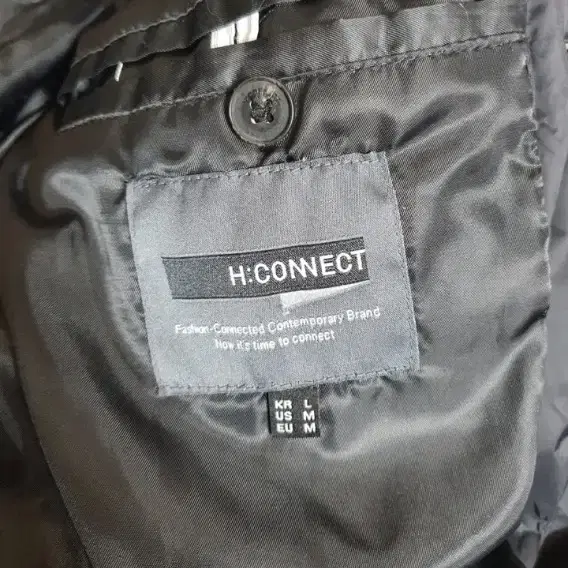 H:CONNECT
Fashion-Connected Contemporary Brand
Now it's time to connect
KR L
US M
EU M